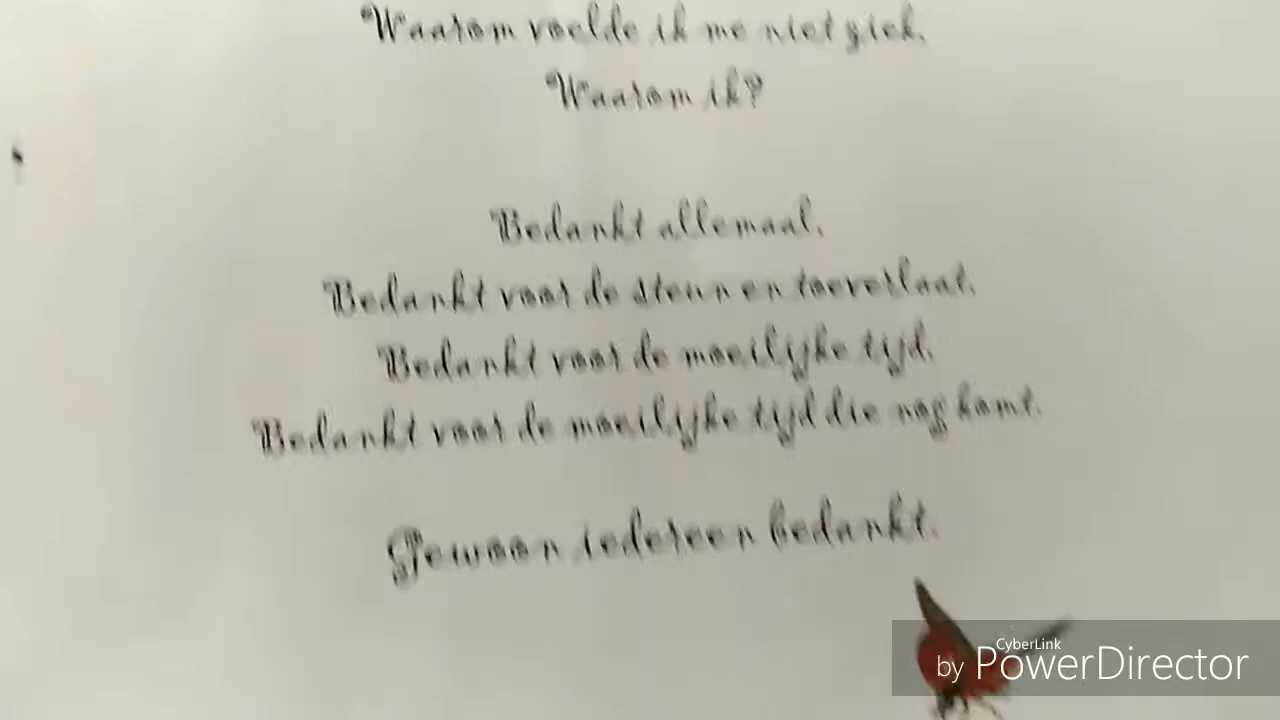 Waarom voelde ik me niet ziek.
Waarom ik?
Bedankt allemaal.
Bedankt voor de steun en toeverlaat.
Bedankt voor de moeilijke tijd.
Bedankt voor de moeilijke tijd die nog komt.
Gewoon iedereen bedankt.
CyberLink
by PowerDirector